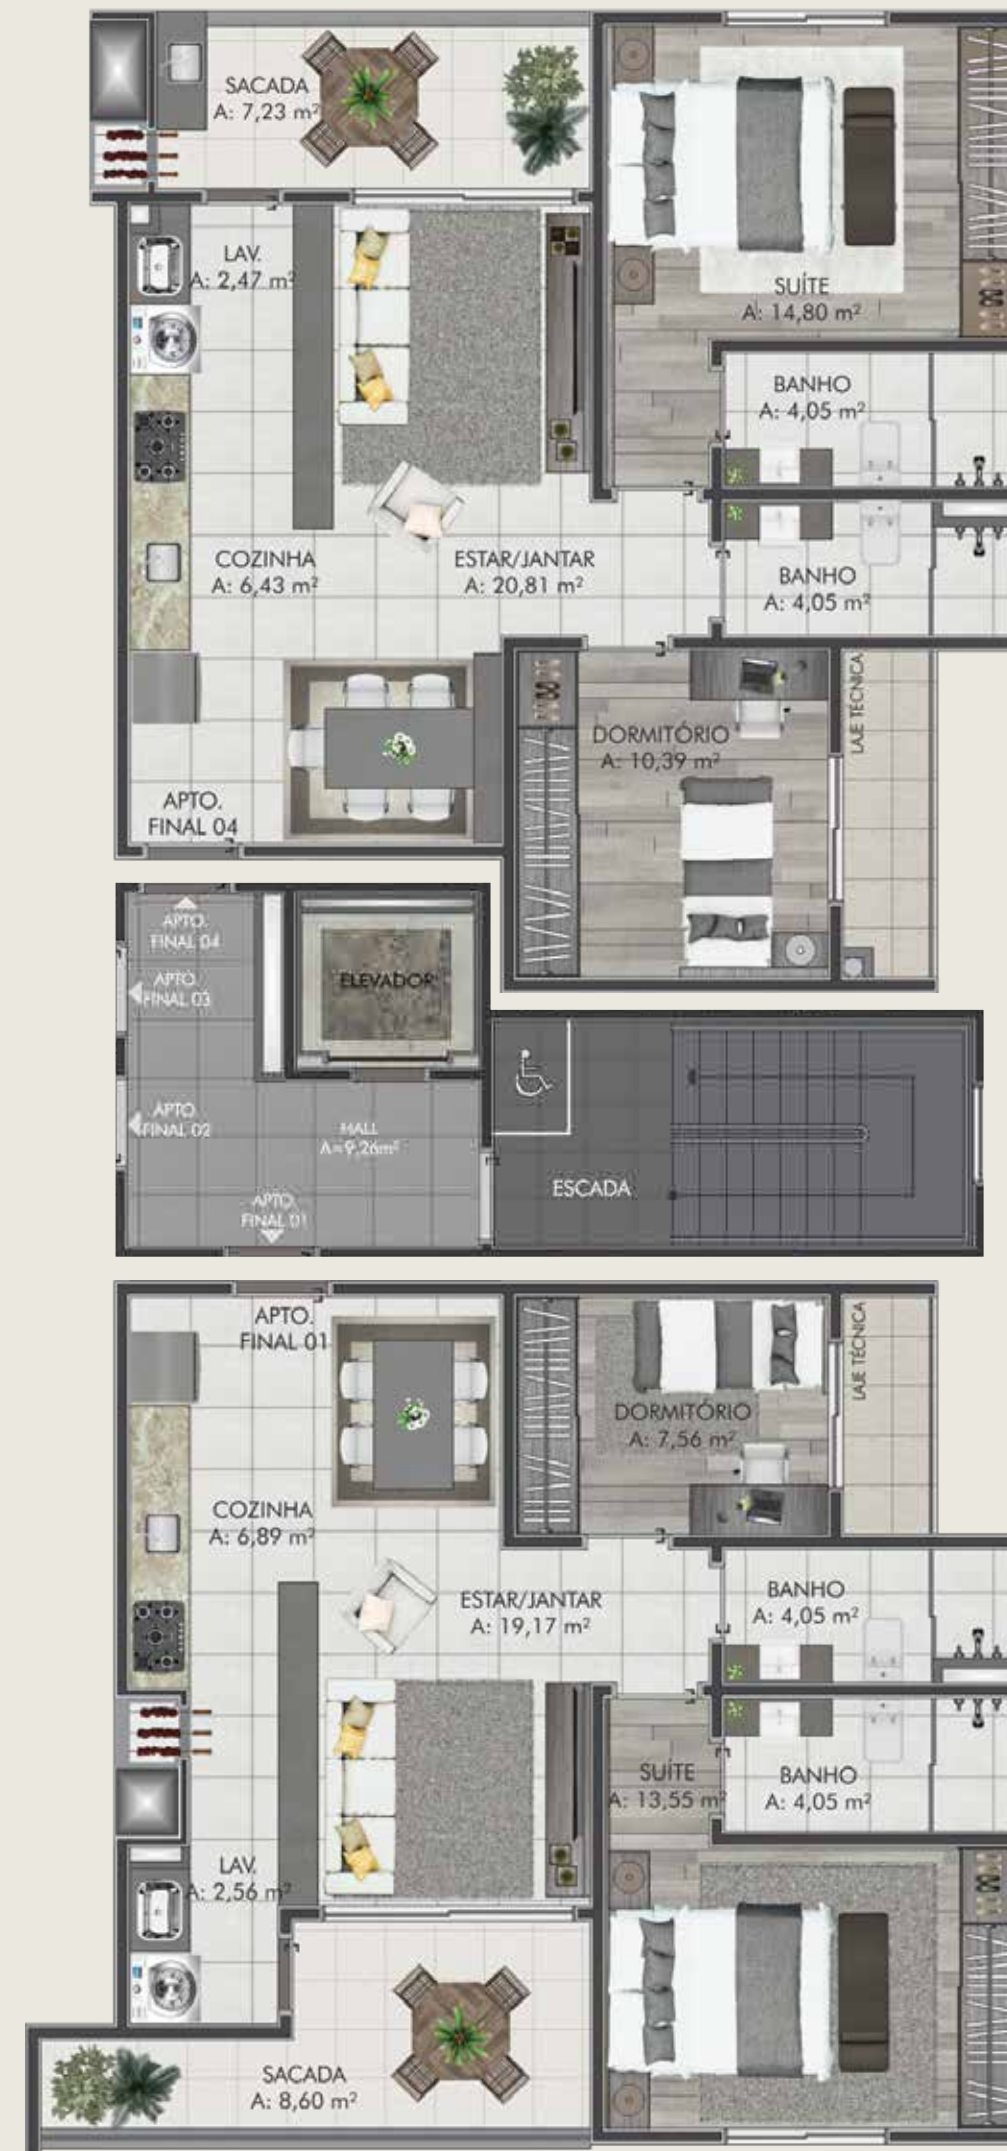 SACADA
A: 7,23 m²
LAV.
A: 2,47 m²
SUÍTE
A: 14,80 m²
BANHO
A: 4,05 m²
COZINHA
A: 6,43 m²
ESTAR/JANTAR
A: 20,81 m²
BANHO
A: 4,05 m²
DORMITÓRIO
A: 10,39 m²
LAJE TÉCNICA
APTO.
FINAL 04
APTO.
FINAL 04
APTO.
FINAL 03
ELEVADOR
APTO.
FINAL 02
HALL
A=9,26m²
ESCADA
APTO.
FINAL 01
APTO.
FINAL 01
LAJE TÉCNICA
DORMITÓRIO
A: 7,56 m²
COZINHA
A: 6,89 m²
ESTAR/JANTAR
A: 19,17 m²
BANHO
A: 4,05 m²
SUÍTE
A: 13,55 m²
BANHO
A: 4,05 m²
LAV.
A: 2,56 m²
SACADA
A: 8,60 m²